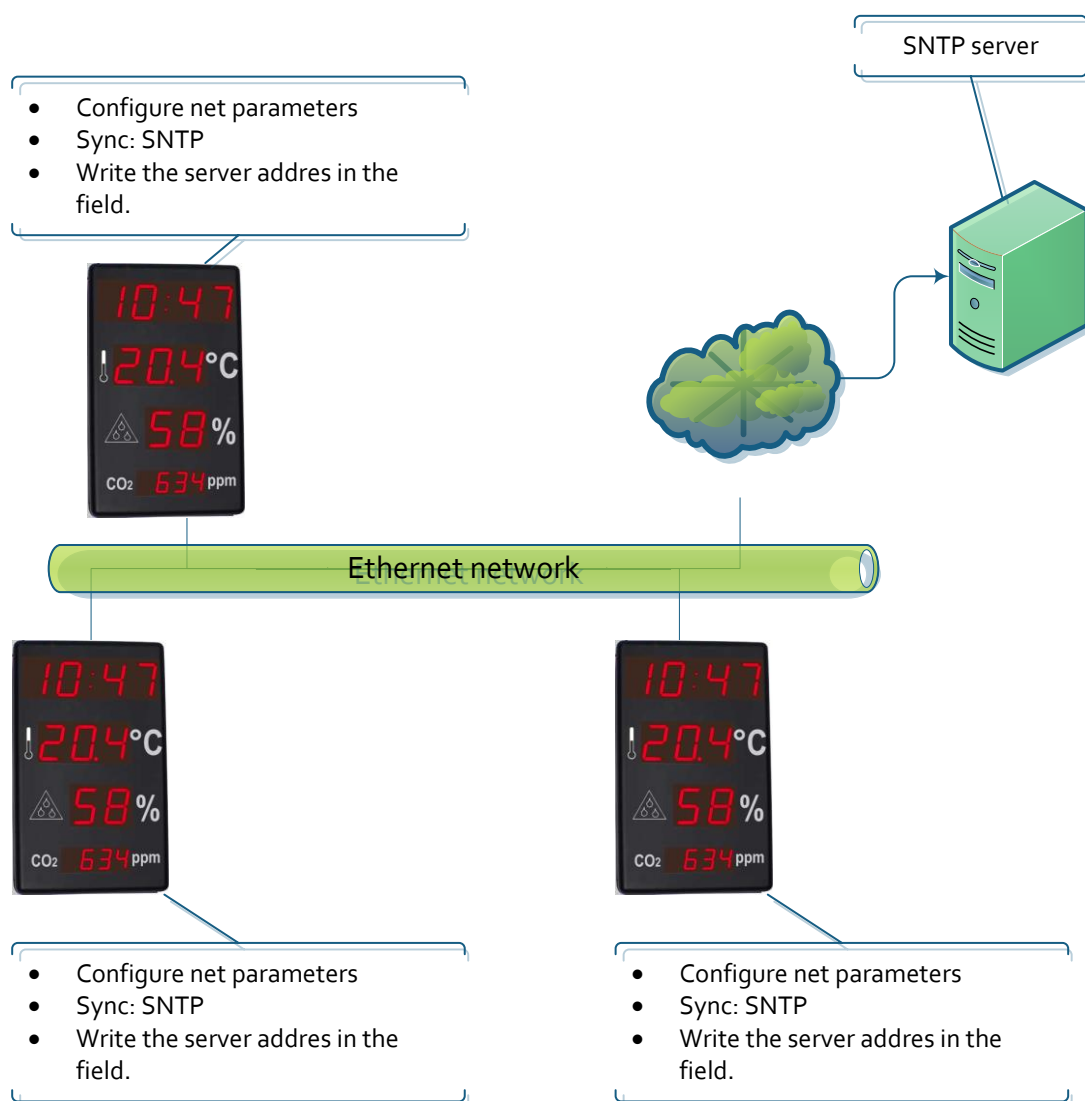 SNTP server
• Configure net parameters
• Sync: SNTP
• Write the server addres in the
field.
10:47
20.4°C
58%
CO2 634 ppm
Ethernet network
10:47
20.4°C
58%
CO2 634 ppm
10:47
20.4°C
58%
CO2 634 ppm
• Configure net parameters
• Sync: SNTP
• Write the server addres in the
field.
• Configure net parameters
• Sync: SNTP
• Write the server addres in the
field.